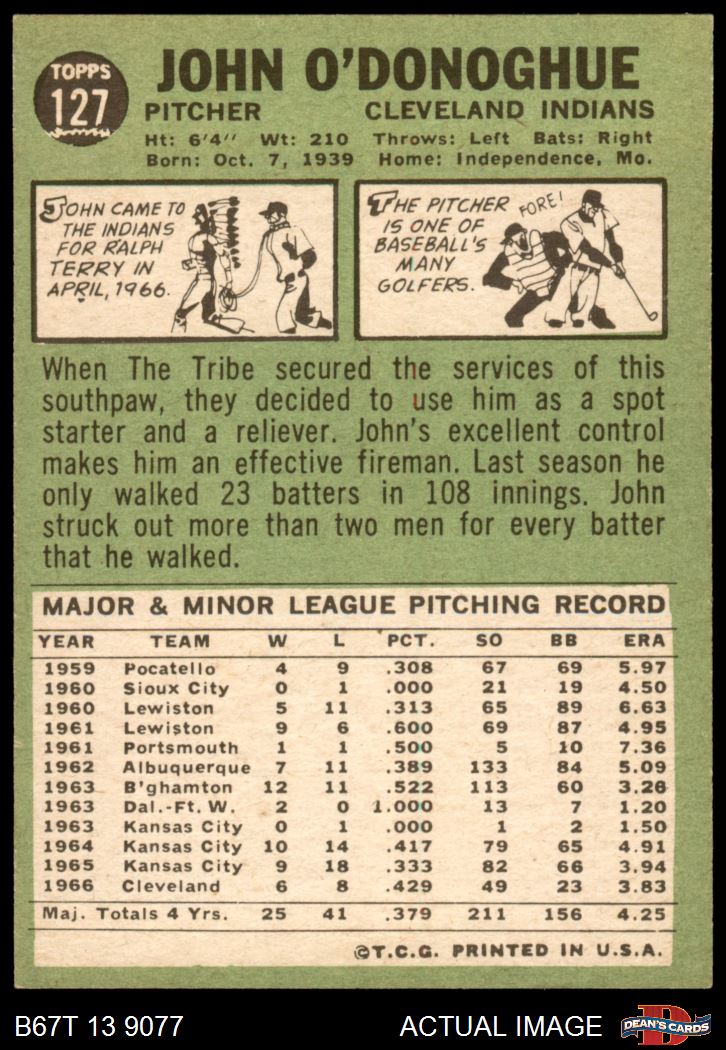 TOPPS
127
JOHN O'DONOGHUE
PITCHER CLEVELAND INDIANS
Ht: 6'4'' Wt: 210 Throws: Left Bats: Right
Born: Oct. 7, 1939 Home: Independence, Mo.
JOHN CAME TO
THE INDIANS
FOR RALPH
TERRY IN
APRIL, 1966.
THE PITCHER
IS ONE OF
BASEBALL'S
MANY
GOLFERS.
FORE!
When The Tribe secured the services of this
southpaw, they decided to use him as a spot
starter and a reliever. John's excellent control
makes him an effective fireman. Last season he
only walked 23 batters in 108 innings. John
struck out more than two men for every batter
that he walked.
MAJOR & MINOR LEAGUE PITCHING RECORD
YEAR TEAM W L PCT. SO BB ERA
1959 Pocatello 4 9 .308 67 69 5.97
1960 Sioux City 0 1 .000 21 19 4.50
1960 Lewiston 5 11 .313 65 89 6.63
1961 Lewiston 9 6 .600 69 87 4.95
1961 Portsmouth 1 1 .500 5 10 7.36
1962 Albuquerque 7 11 .389 133 84 5.09
1963 B'ghamton 12 11 .522 113 60 3.26
1963 Dal.-Ft. W. 2 0 1.000 13 7 1.20
1963 Kansas City 0 1 .000 1 2 1.50
1964 Kansas City 10 14 .417 79 65 4.91
1965 Kansas City 9 18 .333 82 66 3.94
1966 Cleveland 6 8 .429 49 23 3.83
Maj. Totals 4 Yrs. 25 41 .379 211 156 4.25
©T.C.G. PRINTED IN U.S.A.
B67T 13 9077 ACTUAL IMAGE
D
DEAN'S CARDS